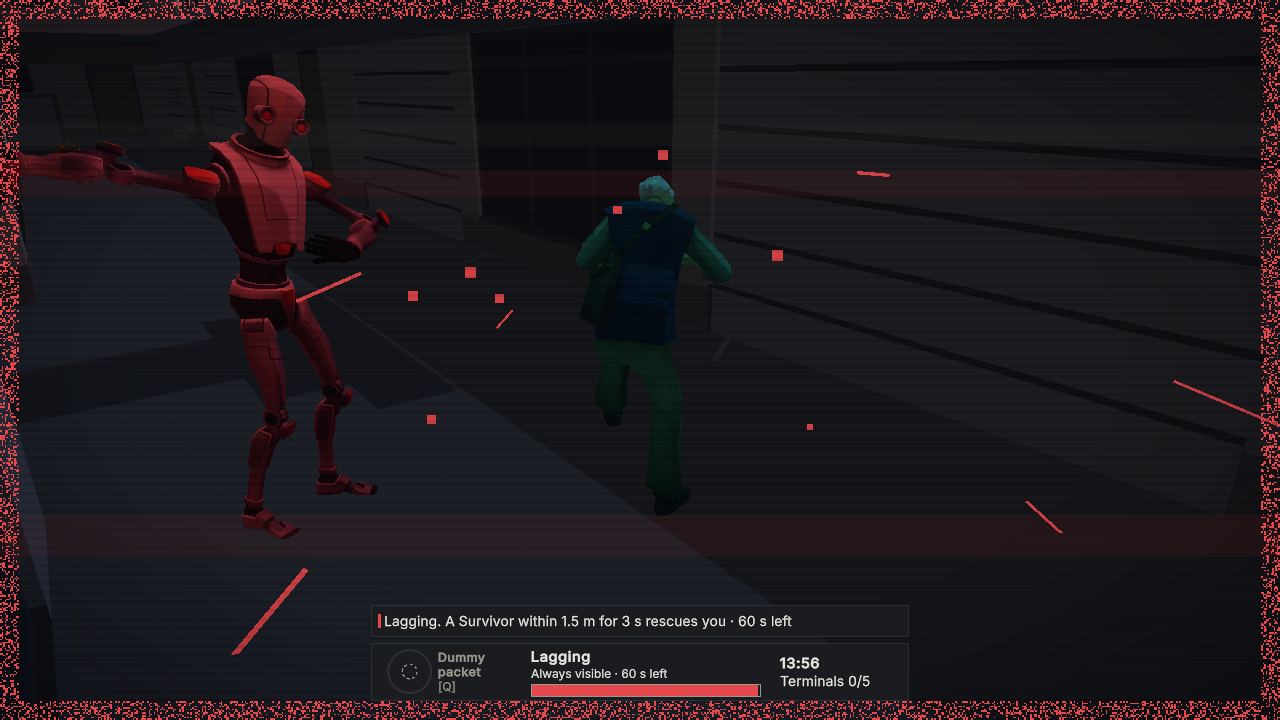 Lagging. A Survivor within 1.5 m for 3 s rescues you · 60 s left
Dummy
packet
[Q]
Lagging
Always visible · 60 s left
13:56
Terminals 0/5